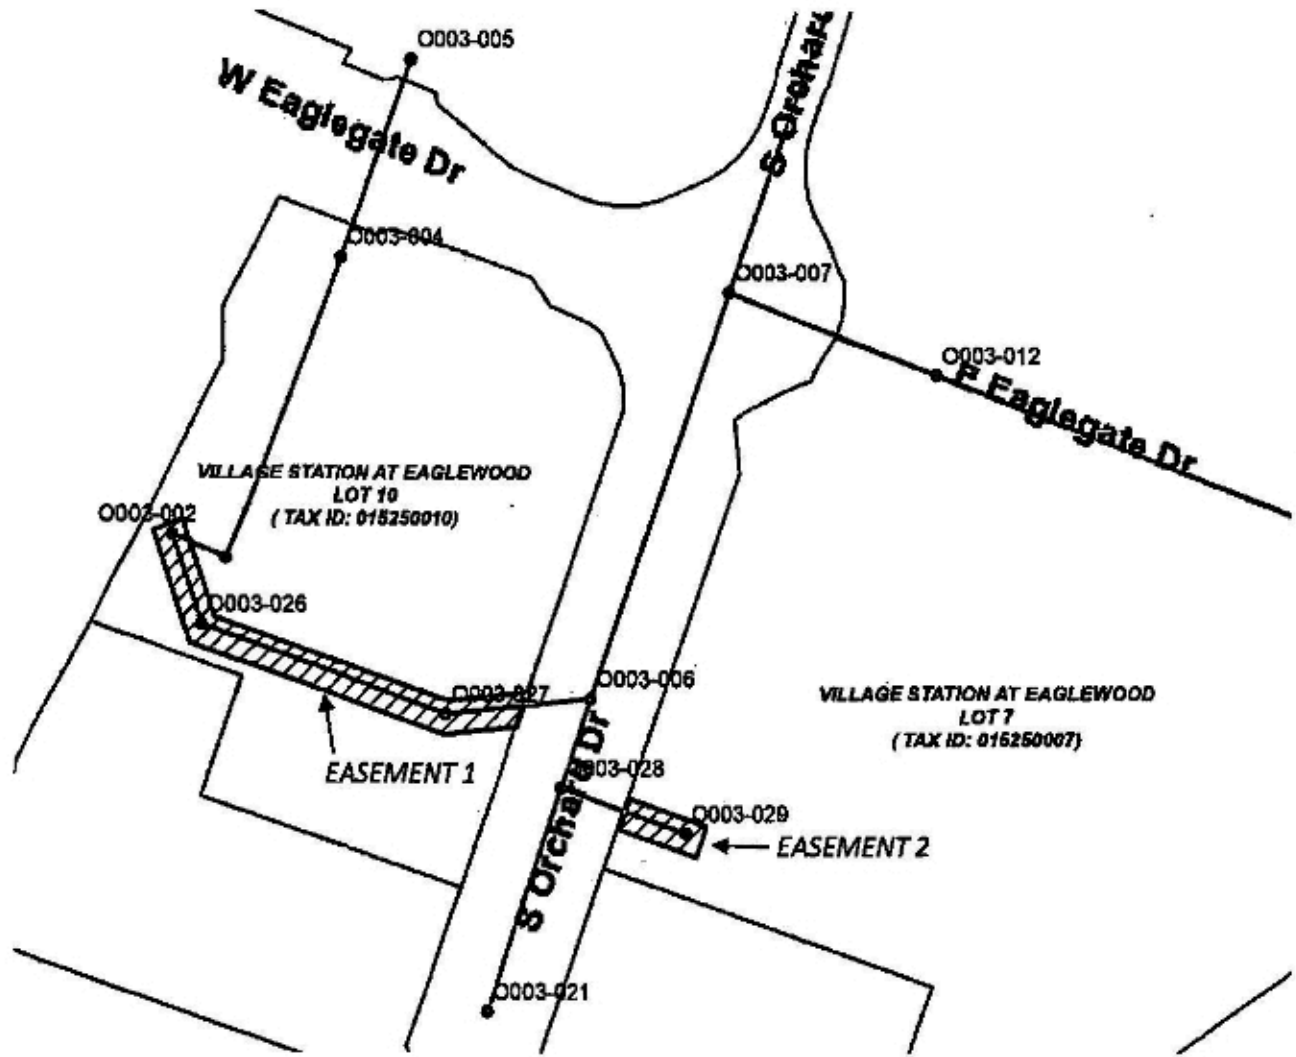 O003-005
W Eaglegate Dr
S Orchard
O003-004
O003-007
O003-012
E Eaglegate Dr
VILLAGE STATION AT EAGLEWOOD
LOT 10
( TAX ID: 015250010)
O003-002
O003-026
O003-027
O003-006
VILLAGE STATION AT EAGLEWOOD
LOT 7
( TAX ID: 015250007)
EASEMENT 1
O003-028
S Orchard Dr
O003-029
EASEMENT 2
O003-021